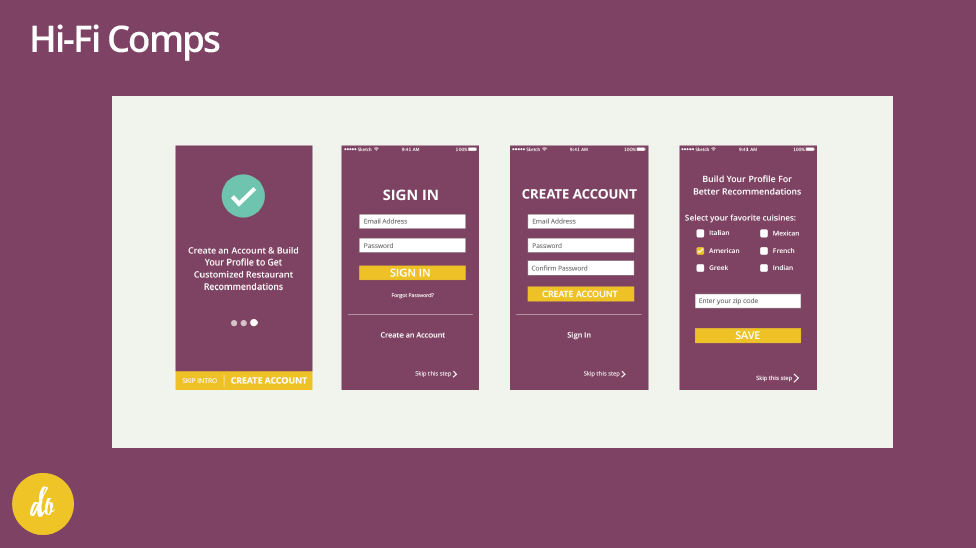 Hi-Fi Comps
Create an Account & Build
Your Profile to Get
Customized Restaurant
Recommendations
SKIP INTRO
CREATE ACCOUNT
Sketch 9:41 AM 100%
SIGN IN
Email Address
Password
SIGN IN
Forgot Password?
Create an Account
Skip this step
Sketch 9:41 AM 100%
CREATE ACCOUNT
Email Address
Password
Confirm Password
CREATE ACCOUNT
Sign In
Skip this step
Sketch 9:41 AM 100%
Build Your Profile For
Better Recommendations
Select your favorite cuisines:
Italian Mexican
American French
Greek Indian
Enter your zip code
SAVE
Skip this step
do